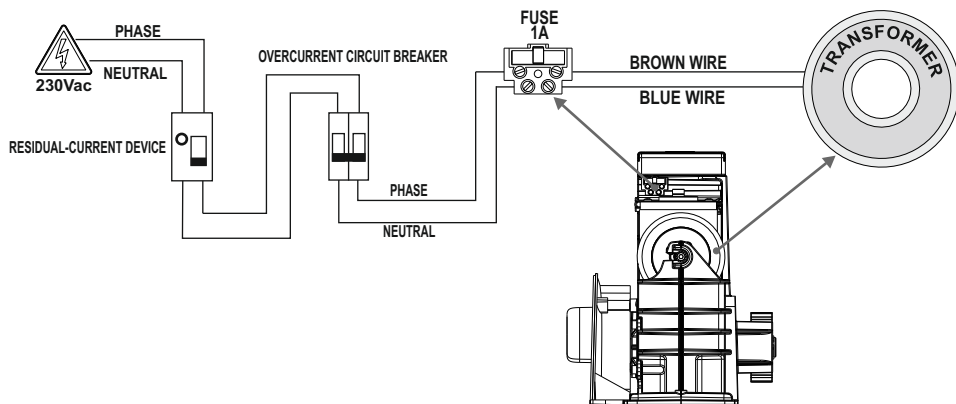 PHASE
NEUTRAL
230Vac
RESIDUAL-CURRENT DEVICE
OVERCURRENT CIRCUIT BREAKER
PHASE
NEUTRAL
FUSE
1A
BROWN WIRE
BLUE WIRE
TRANSFORMER